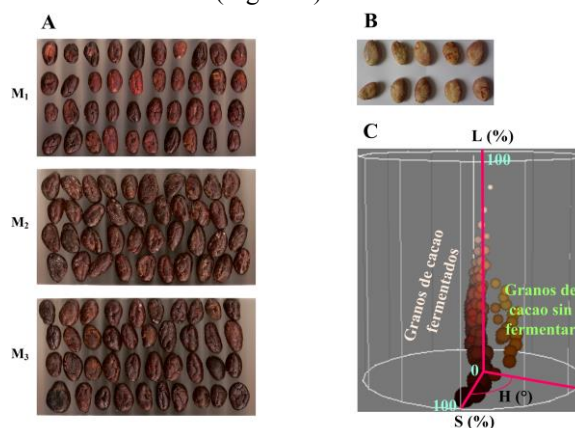 A
B
M₁
M₂
M₃
C
L (%)
100
Granos de cacao
fermentados
Granos de
cacao sin
fermentar
0
H (°)
100
S (%)